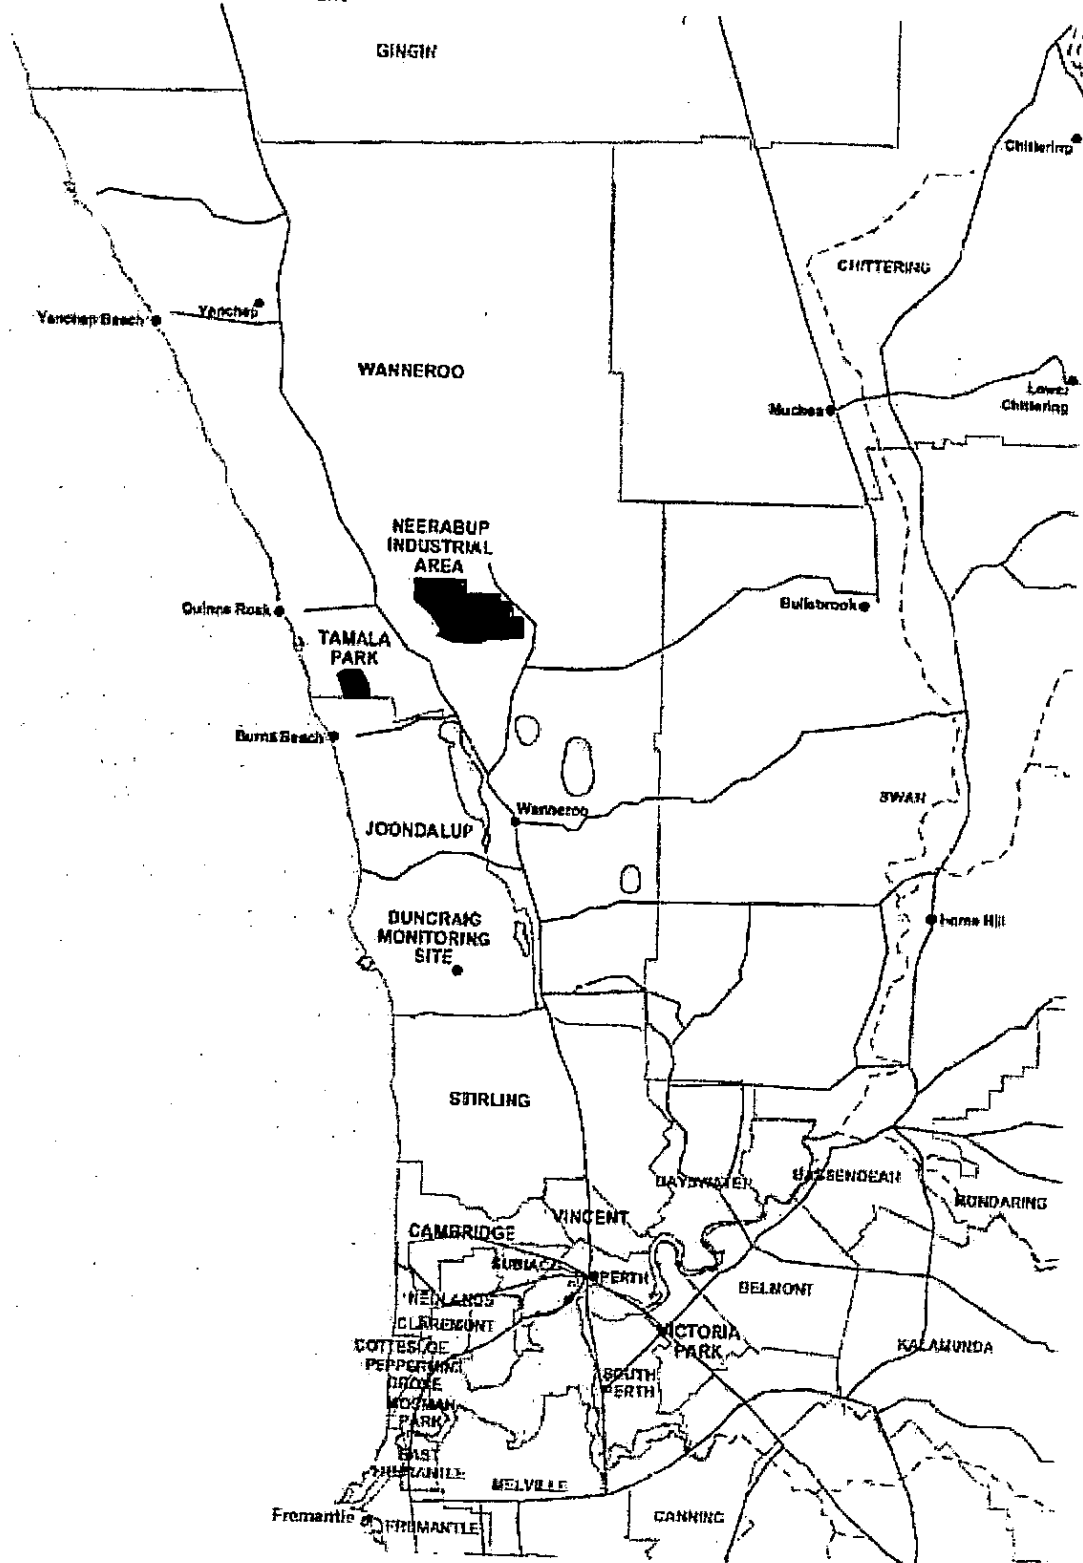 GINGIN
Chittering
CHITTERING
Yanchep Beach
Yanchep
WANNEROO
Muchea
Lower
Chittering
NEERABUP
INDUSTRIAL
AREA
Quinns Rock
Bullsbrook
TAMALA
PARK
Burns Beach
SWAN
Wanneroo
JOONDALUP
DUNCRAIG
MONITORING
SITE
Herne Hill
STIRLING
BAYSWATER
BASSENDEAN
MUNDARING
VINCENT
CAMBRIDGE
SUBIACO
PERTH
BELMONT
NEDLANDS
CLAREMONT
VICTORIA
PARK
KALAMUNDA
COTTESLOE
PEPPERMINT
GROVE
SOUTH
PERTH
MOSMAN
PARK
EAST
FREMANTLE
MELVILLE
Fremantle
FREMANTLE
CANNING